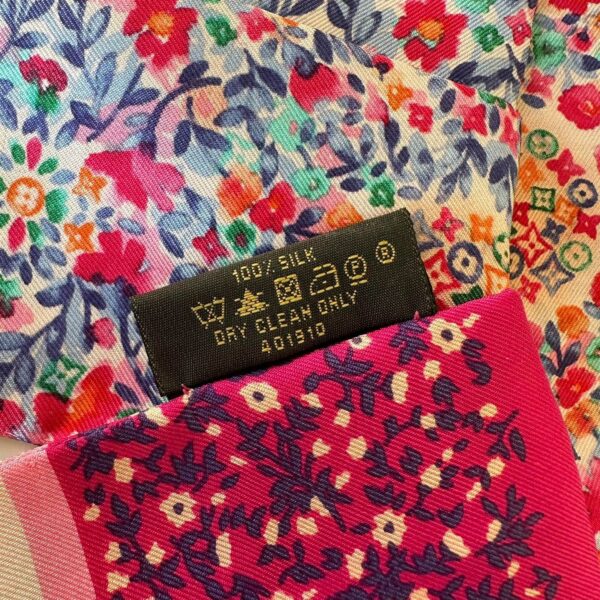 100% SILK ®
P
DRY CLEAN ONLY
401910